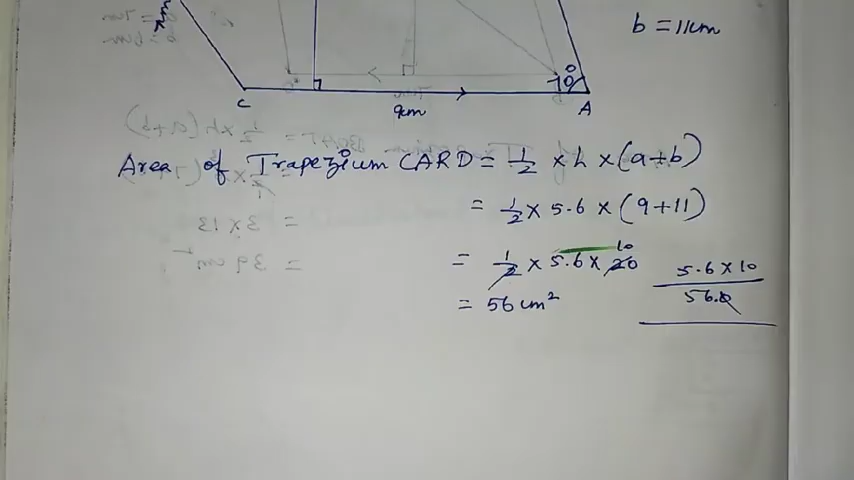 b = 11cm
70°
C
A
9cm
Area of Trapezium CARD = 1/2 × h × (a+b)
= 1/2 × 5.6 × (9+11)
= 1/2 × 5.6 × 20 10
5.6 × 10
56.0
= 56 cm²